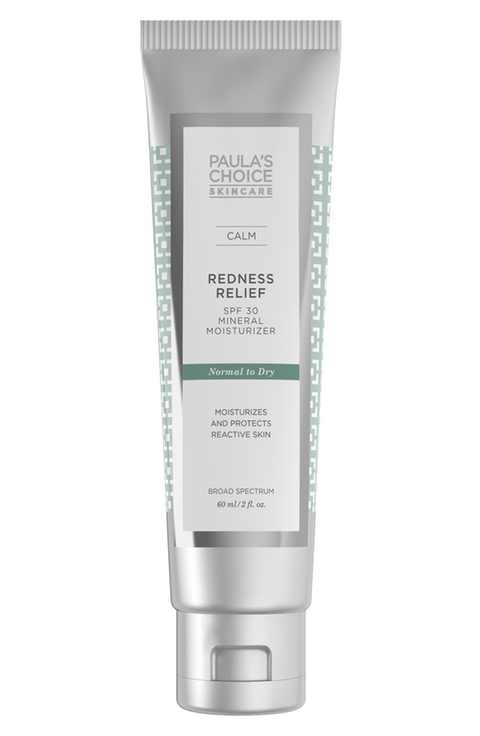 PAULA'S
CHOICE
SKINCARE
CALM
REDNESS
RELIEF
SPF 30
MINERAL
MOISTURIZER
Normal to Dry
MOISTURIZES
AND PROTECTS
REACTIVE SKIN
BROAD SPECTRUM
60 ml/2 fl. oz.